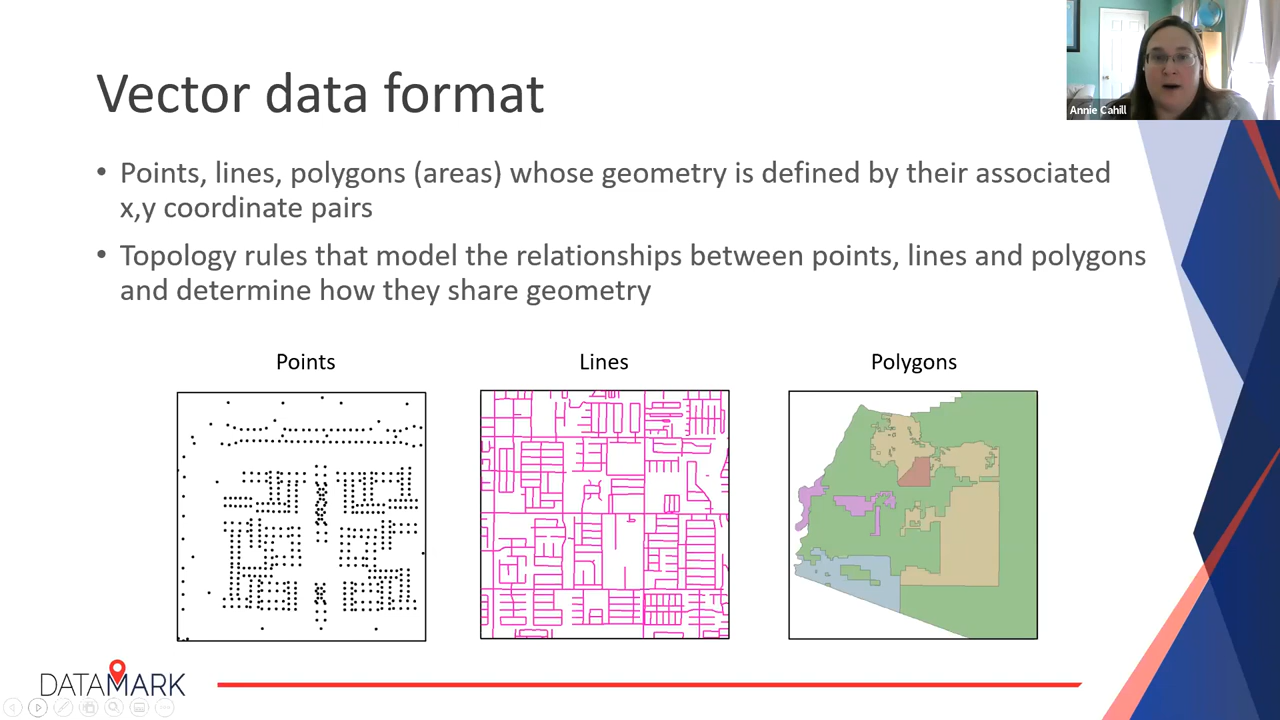 Vector data format
Annie Cahill
• Points, lines, polygons (areas) whose geometry is defined by their associated
x,y coordinate pairs
• Topology rules that model the relationships between points, lines and polygons
and determine how they share geometry
Points
Lines
Polygons
DATAMARK